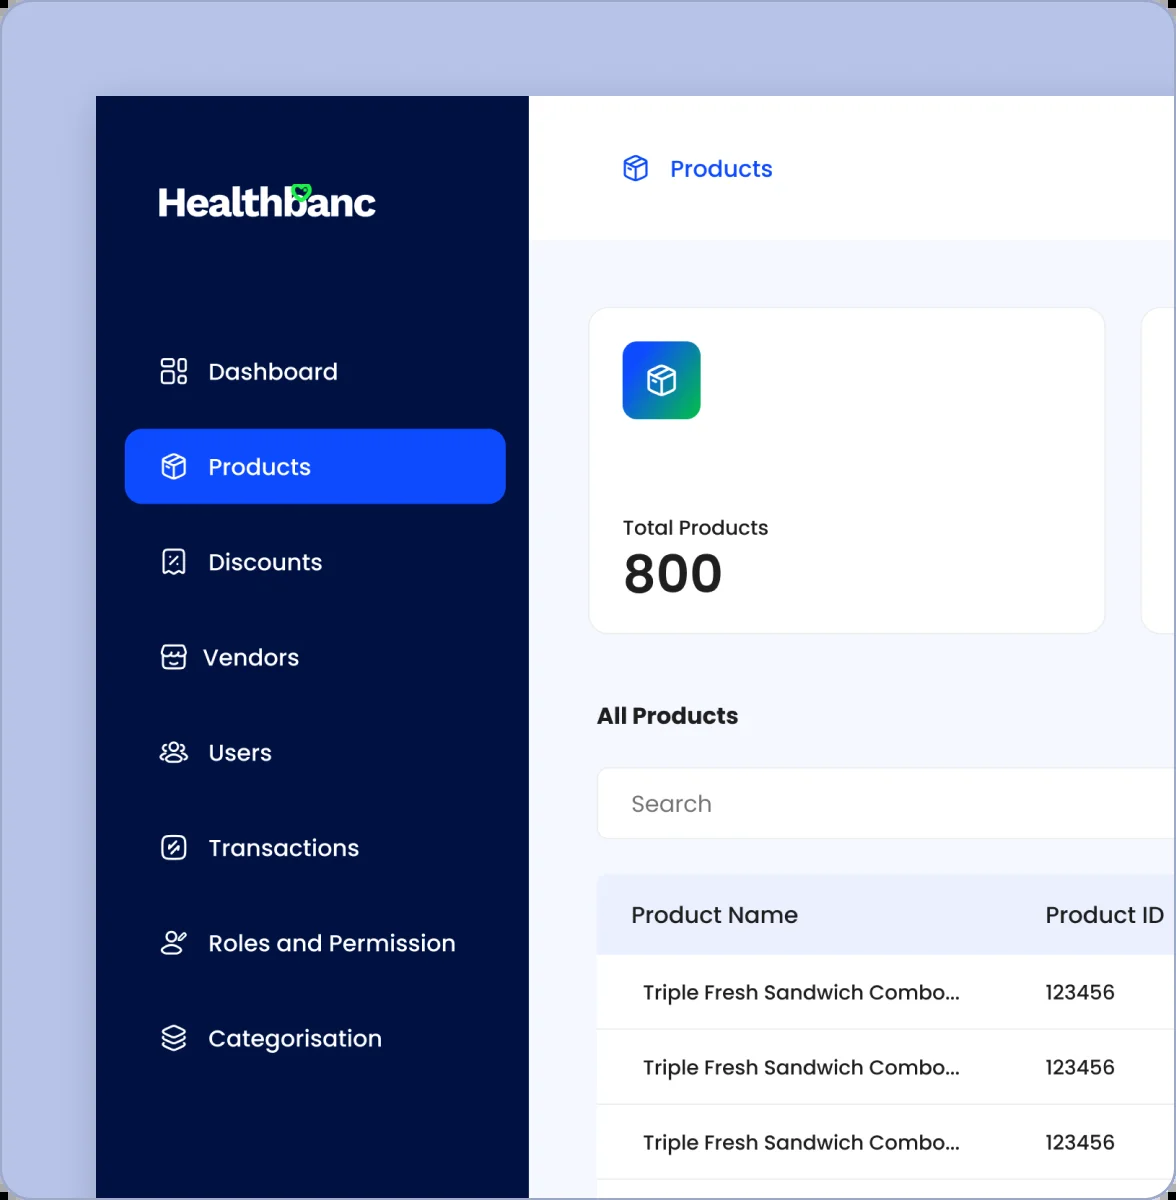 Healthbanc
Dashboard
Products
Discounts
Vendors
Users
Transactions
Roles and Permission
Categorisation
Products
Total Products
800
All Products
Search
Product Name Product ID
Triple Fresh Sandwich Combo... 123456
Triple Fresh Sandwich Combo... 123456
Triple Fresh Sandwich Combo... 123456